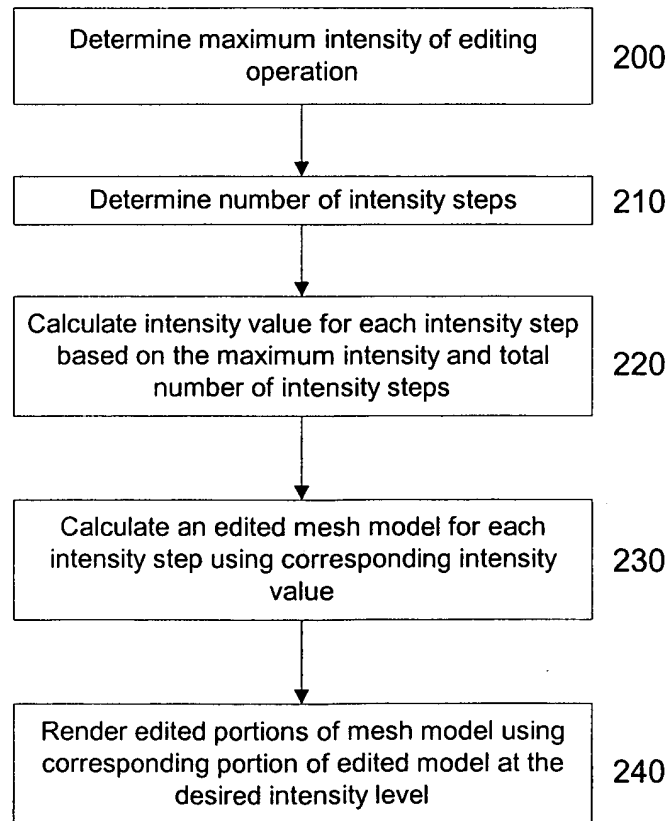 Determine maximum intensity of editing
operation
200
Determine number of intensity steps
210
Calculate intensity value for each intensity step
based on the maximum intensity and total
number of intensity steps
220
Calculate an edited mesh model for each
intensity step using corresponding intensity
value
230
Render edited portions of mesh model using
corresponding portion of edited model at the
desired intensity level
240